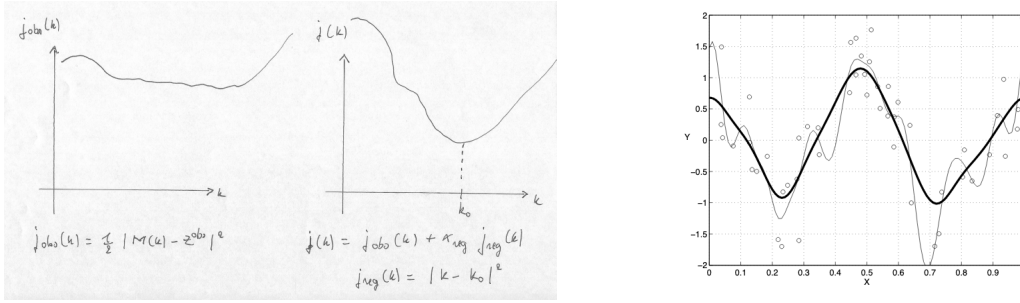 j_obs(k)
k
j_obs(k) = 1/2 |M(k) - z^obs|²
j(k)
k_0
k
j(k) = j_obs(k) + α_reg j_reg(k)
j_reg(k) = |k - k_0|²
2
1.5
1
0.5
0
-0.5
-1
-1.5
-2
Y
0 0.1 0.2 0.3 0.4 0.5 0.6 0.7 0.8 0.9
X